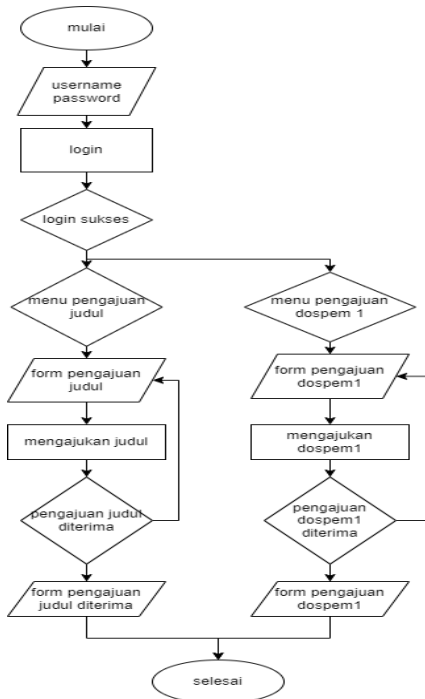 mulai
username
password
login
login sukses
menu pengajuan
judul
menu pengajuan
dospem 1
form pengajuan
judul
form pengajuan
dospem1
mengajukan judul
mengajukan
dospem1
pengajuan judul
diterima
pengajuan
dospem1
diterima
form pengajuan
judul diterima
form pengajuan
dospem1
selesai